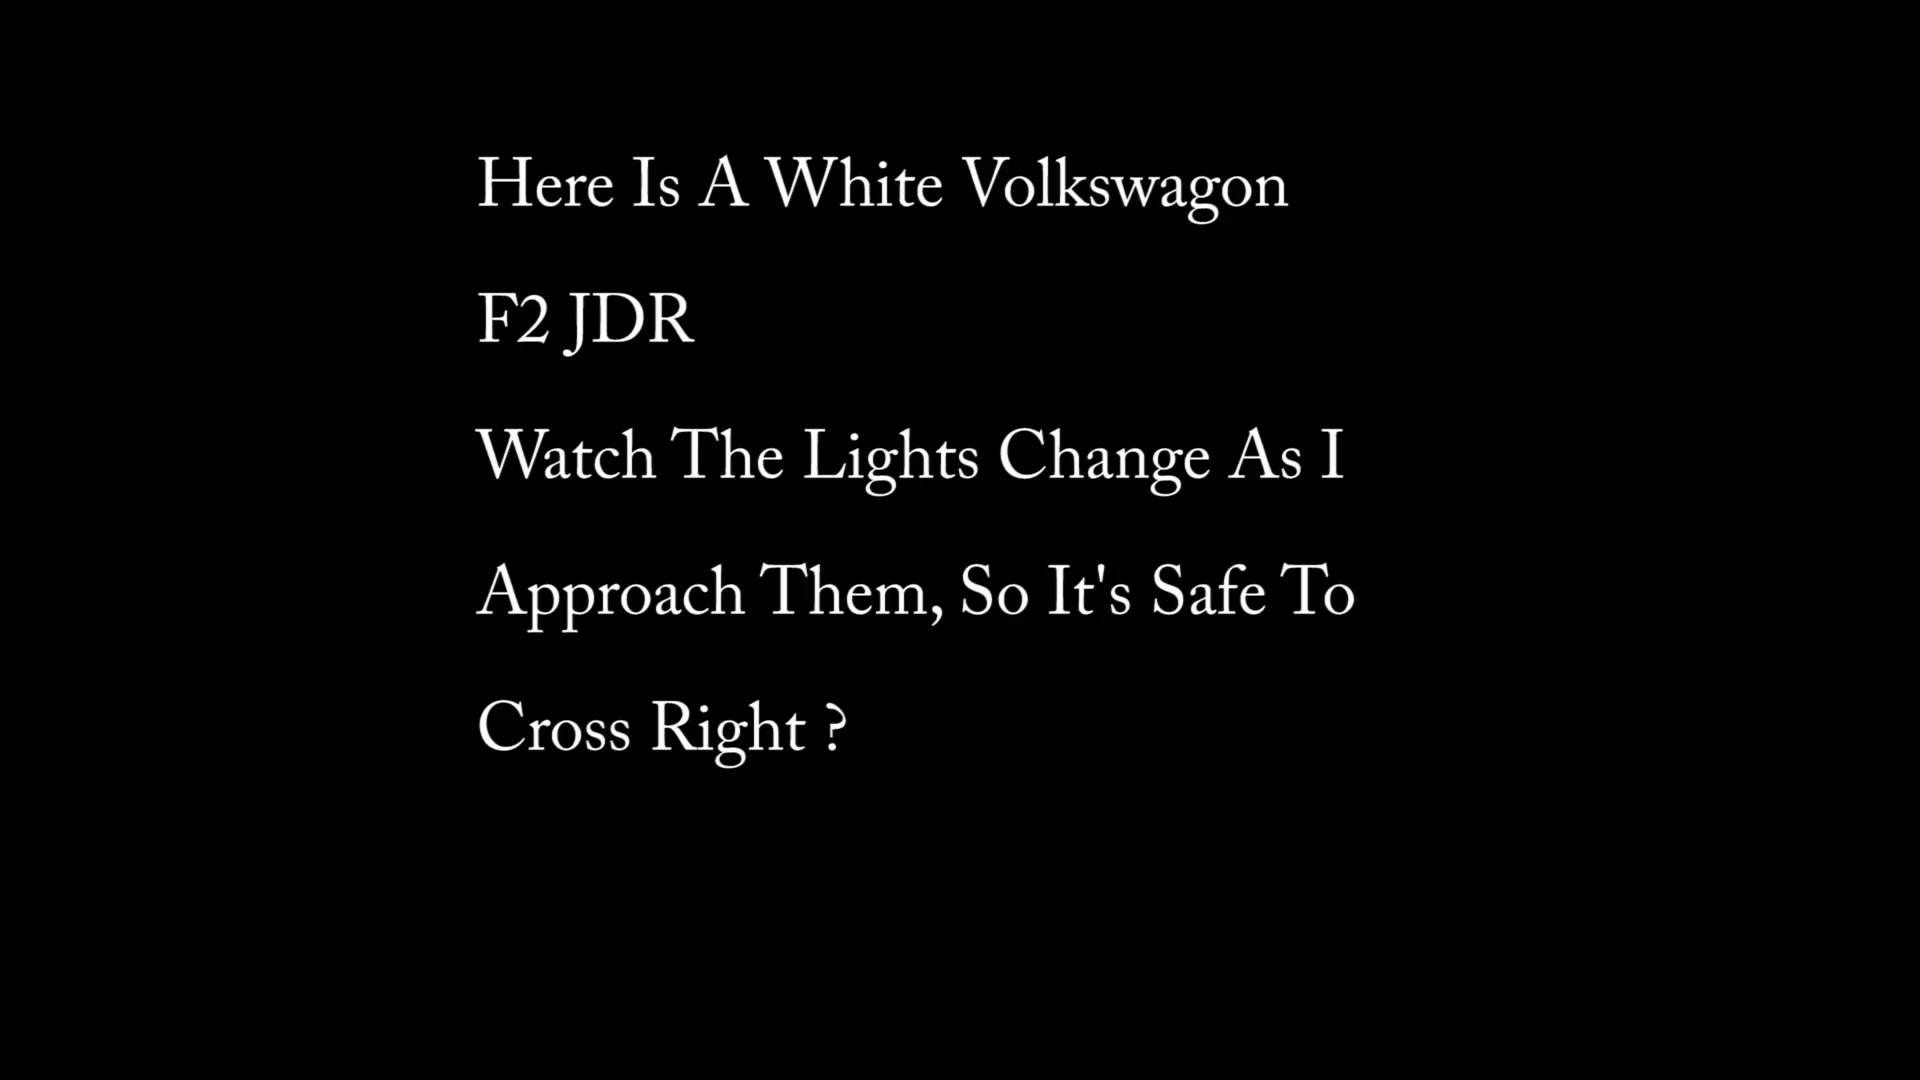 Here Is A White Volkswagon
F2 JDR
Watch The Lights Change As I
Approach Them, So It's Safe To
Cross Right ?